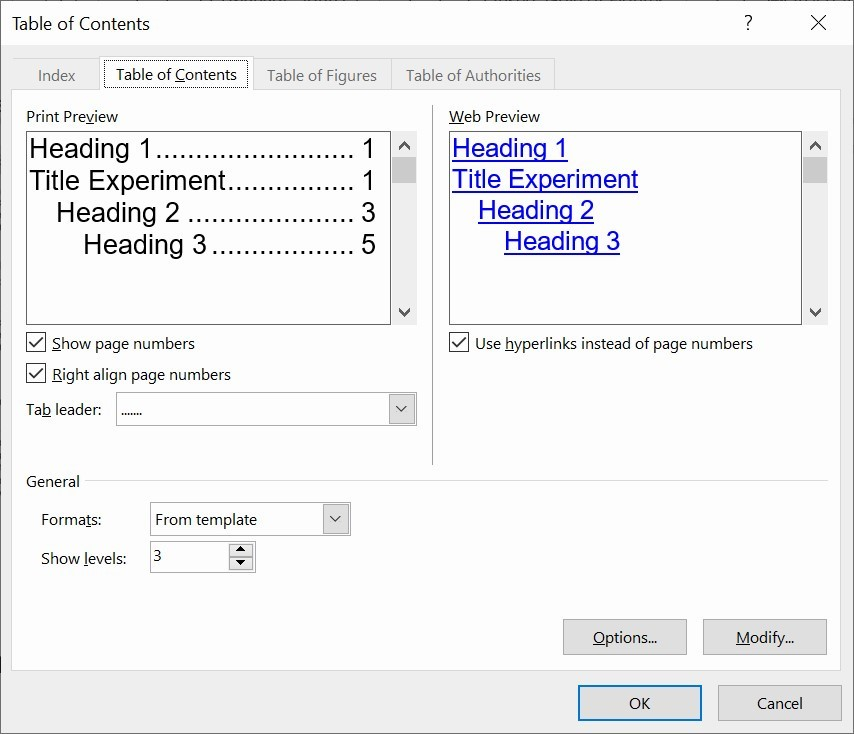 Table of Contents ? 
Index Table of Contents Table of Figures Table of Authorities
Print Preview
Heading 1......................... 1
Title Experiment................ 1
Heading 2 ..................... 3
Heading 3 .................. 5
Show page numbers
Right align page numbers
Tab leader: .......
Web Preview
Heading 1
Title Experiment
Heading 2
Heading 3
Use hyperlinks instead of page numbers
General
Formats: From template
Show levels: 3
Options... Modify...
OK Cancel